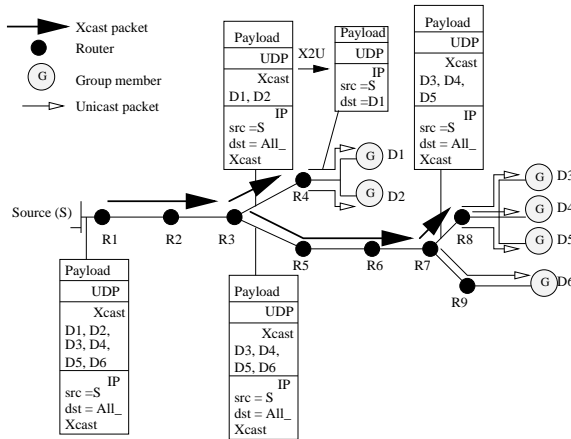 Xcast packet
Router
G
Group member
Unicast packet
Payload
UDP
Xcast
D1, D2
IP
src =S
dst = All_
Xcast
X2U
Payload
UDP
IP
src =S
dst =D1
Payload
UDP
Xcast
D3, D4,
D5
IP
src =S
dst = All_
Xcast
Source (S)
R1
R2
R3
R4
G
D1
G
D2
R5
R6
R7
R8
G
D3
G
D4
G
D5
R9
G
D6
Payload
UDP
Xcast
D1, D2,
D3, D4,
D5, D6
IP
src =S
dst = All_
Xcast
Payload
UDP
Xcast
D3, D4,
D5, D6
IP
src =S
dst = All_
Xcast